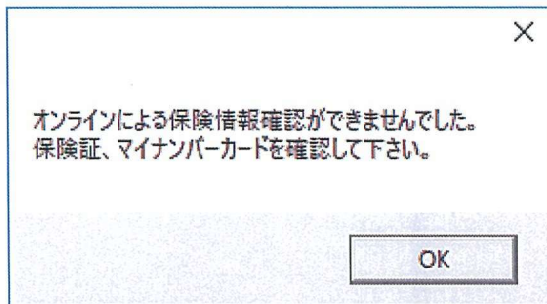 オンラインによる保険情報確認ができませんでした。
保険証、マイナンバーカードを確認して下さい。
OK